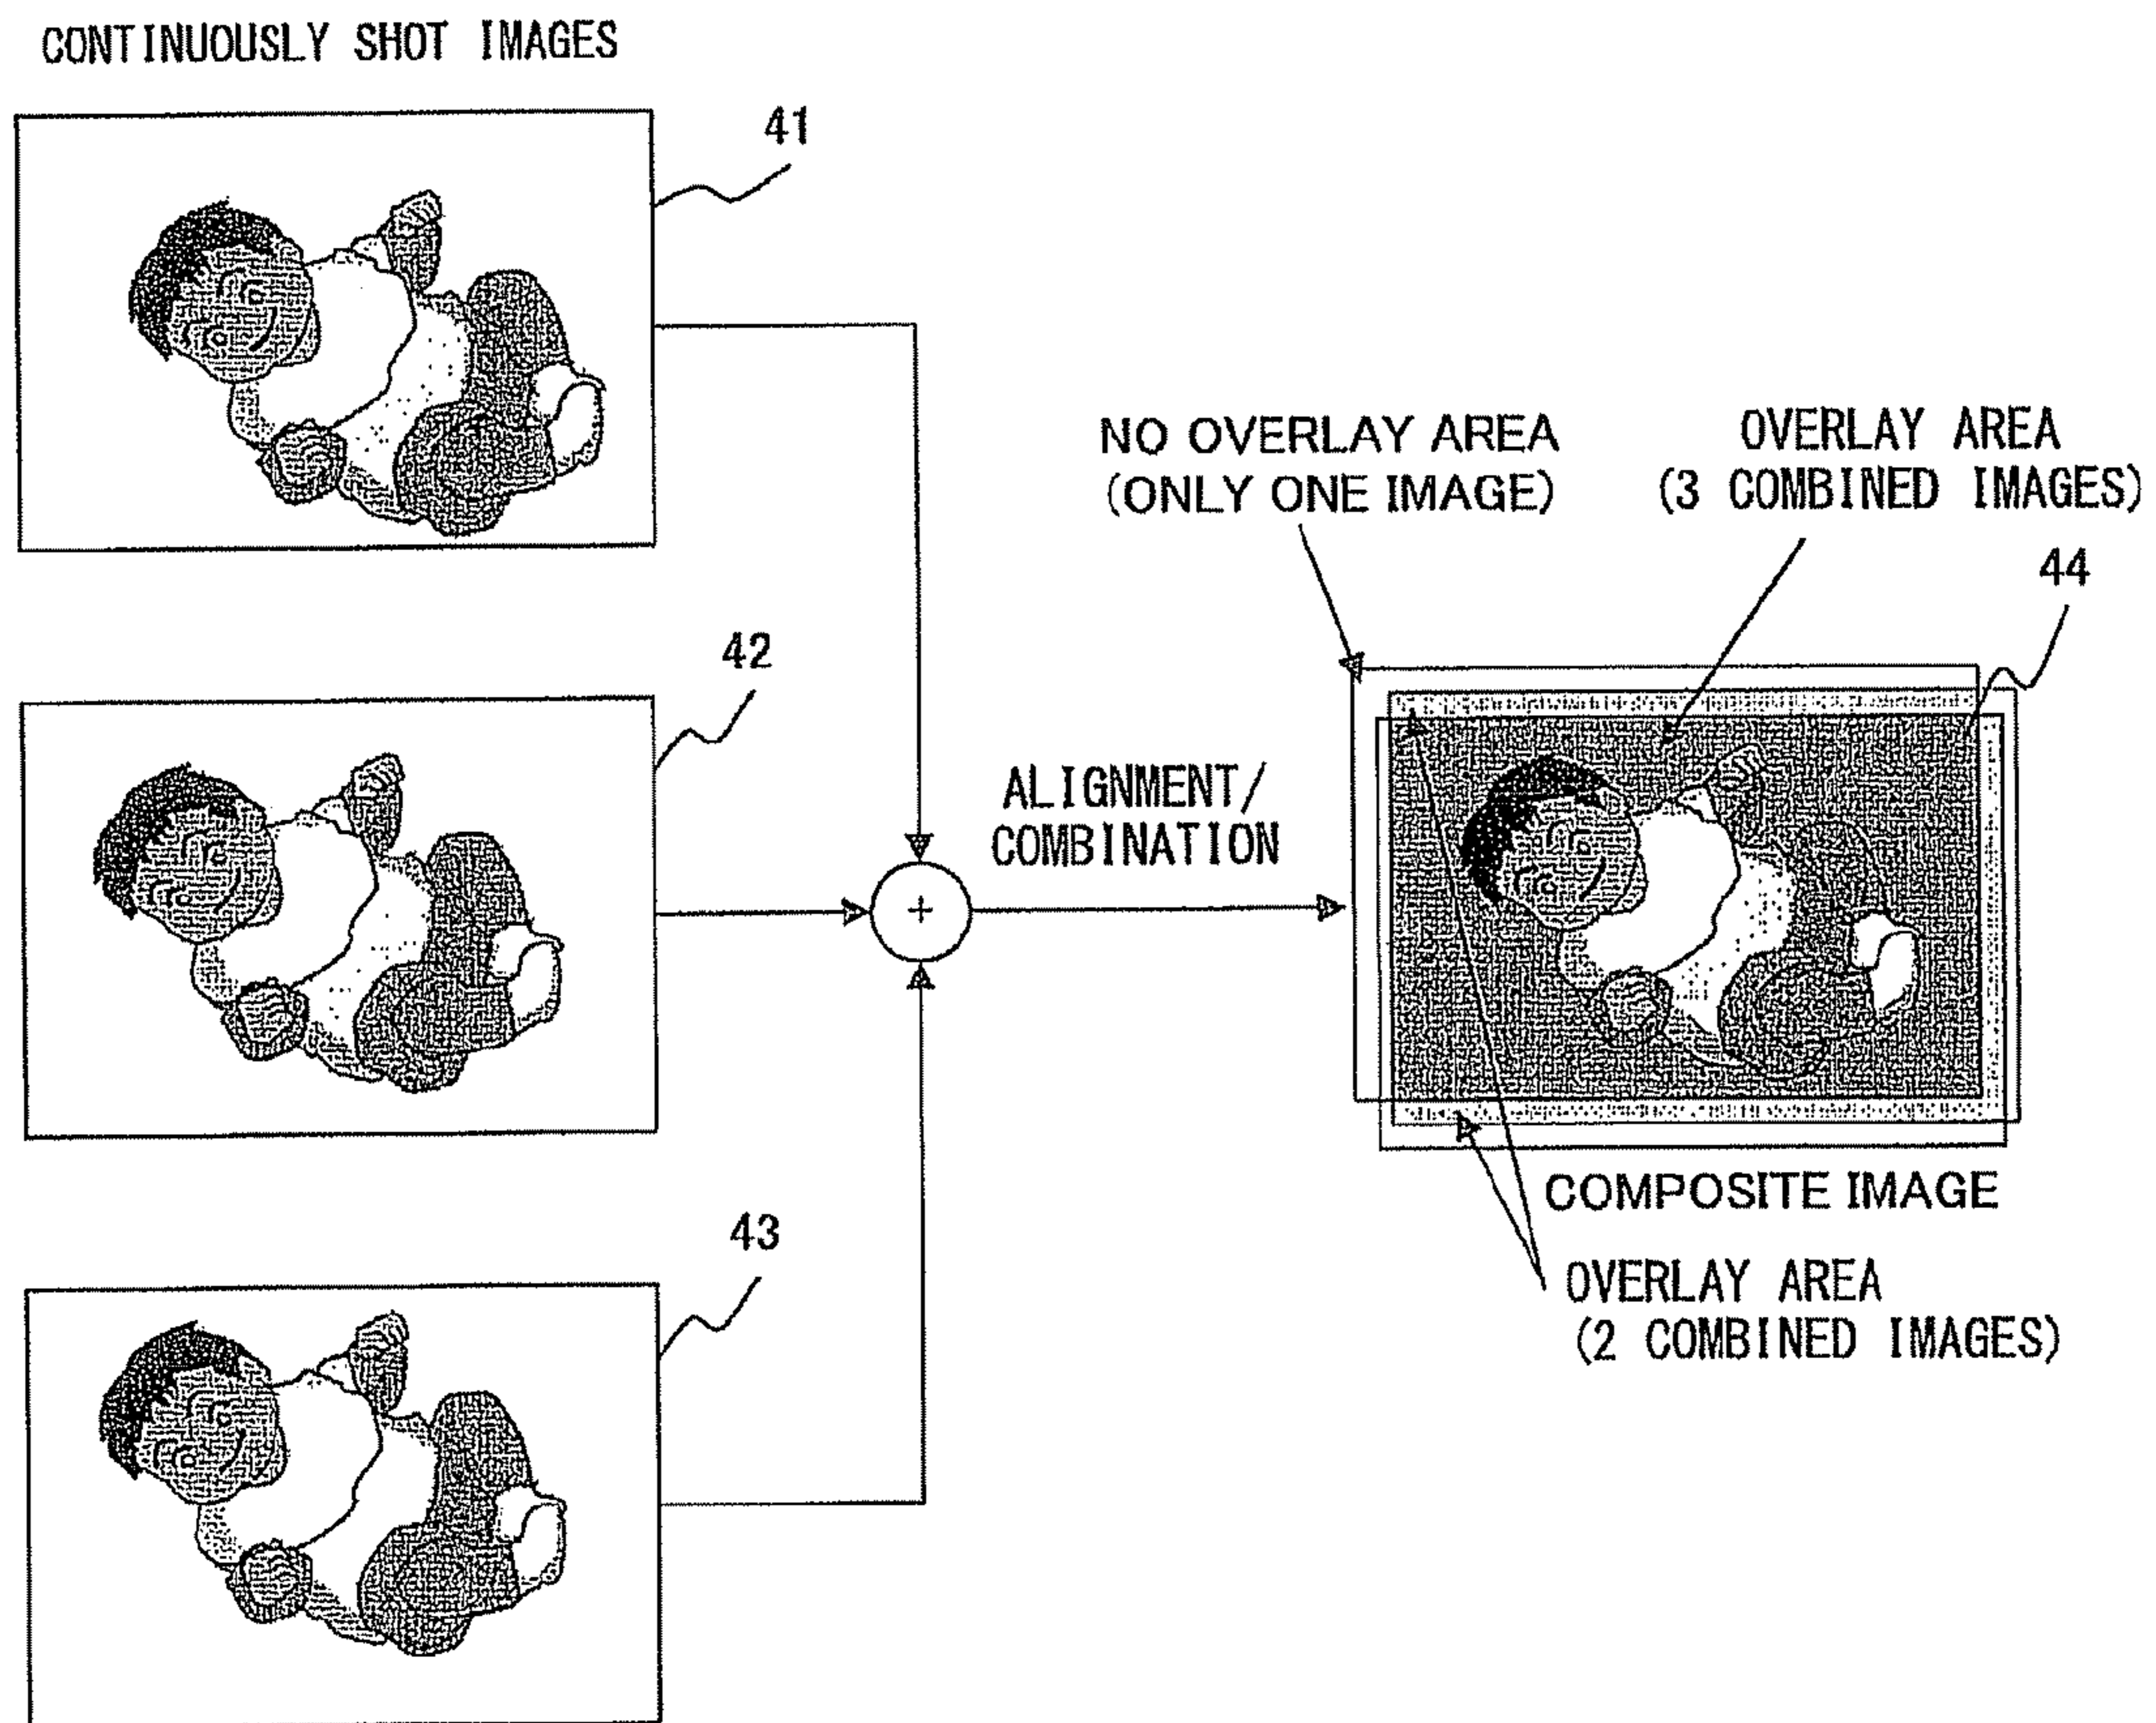 CONTINUOUSLY SHOT IMAGES
41
42
43
+
ALIGNMENT/
COMBINATION
NO OVERLAY AREA
(ONLY ONE IMAGE)
OVERLAY AREA
(3 COMBINED IMAGES)
44
COMPOSITE IMAGE
OVERLAY AREA
(2 COMBINED IMAGES)